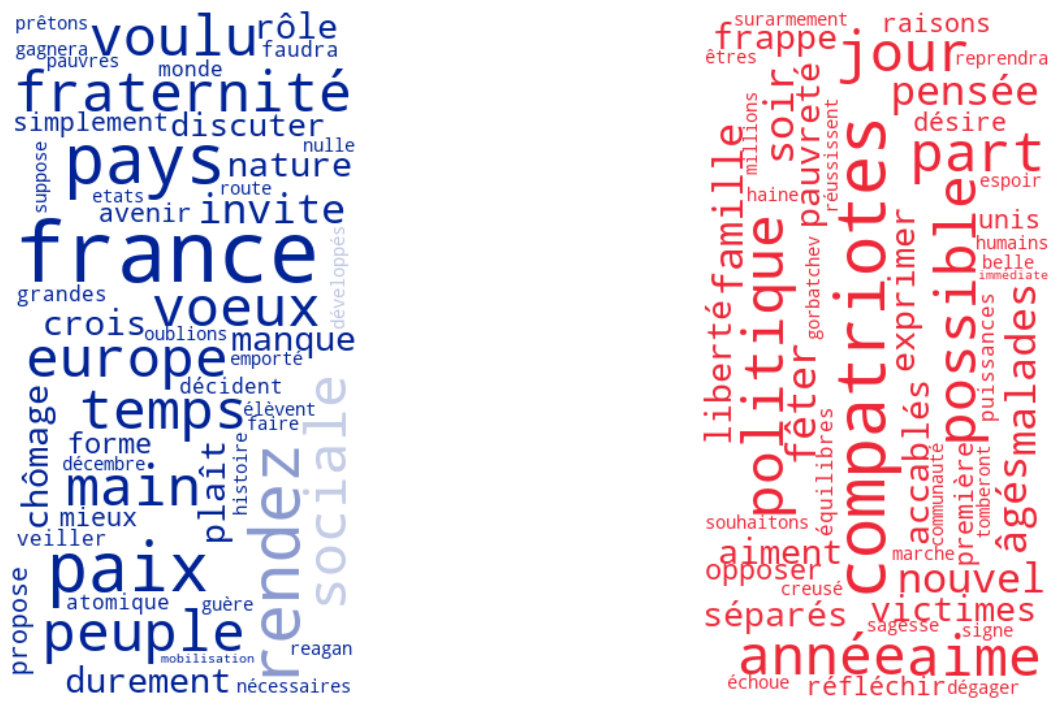 prêtons
voulu
rôle
gagnera
faudra
pauvres
monde
fraternité
simplement
discuter
suppose
pays
nulle
nature
etats
route
avenir
invite
france
développés
grandes
voeux
crois
oublions
manque
europe
emporté
décident
temps
élèvent
faire
sociale
chômage
forme
plaît
histoire
décembre
main
rendez
mieux
veiller
paix
propose
atomique
guère
peuple
reagan
mobilisation
durement
nécessaires
surarmement
raisons
frappe
jour
êtres
reprendra
soir
pauvreté
pensée
millions
réussissent
désire
famille
compatriotes
part
haine
espoir
possible
unis
politique
gorbatchev
exprimer
humains
belle
immédiate
liberté
puissances
malades
fêter
accablés
équilibres
communauté
première
tomberont
âgés
souhaitons
aiment
marche
opposer
creusé
nouvel
séparés
victimes
sagesse
signe
année
aime
échoue
réfléchir
dégager